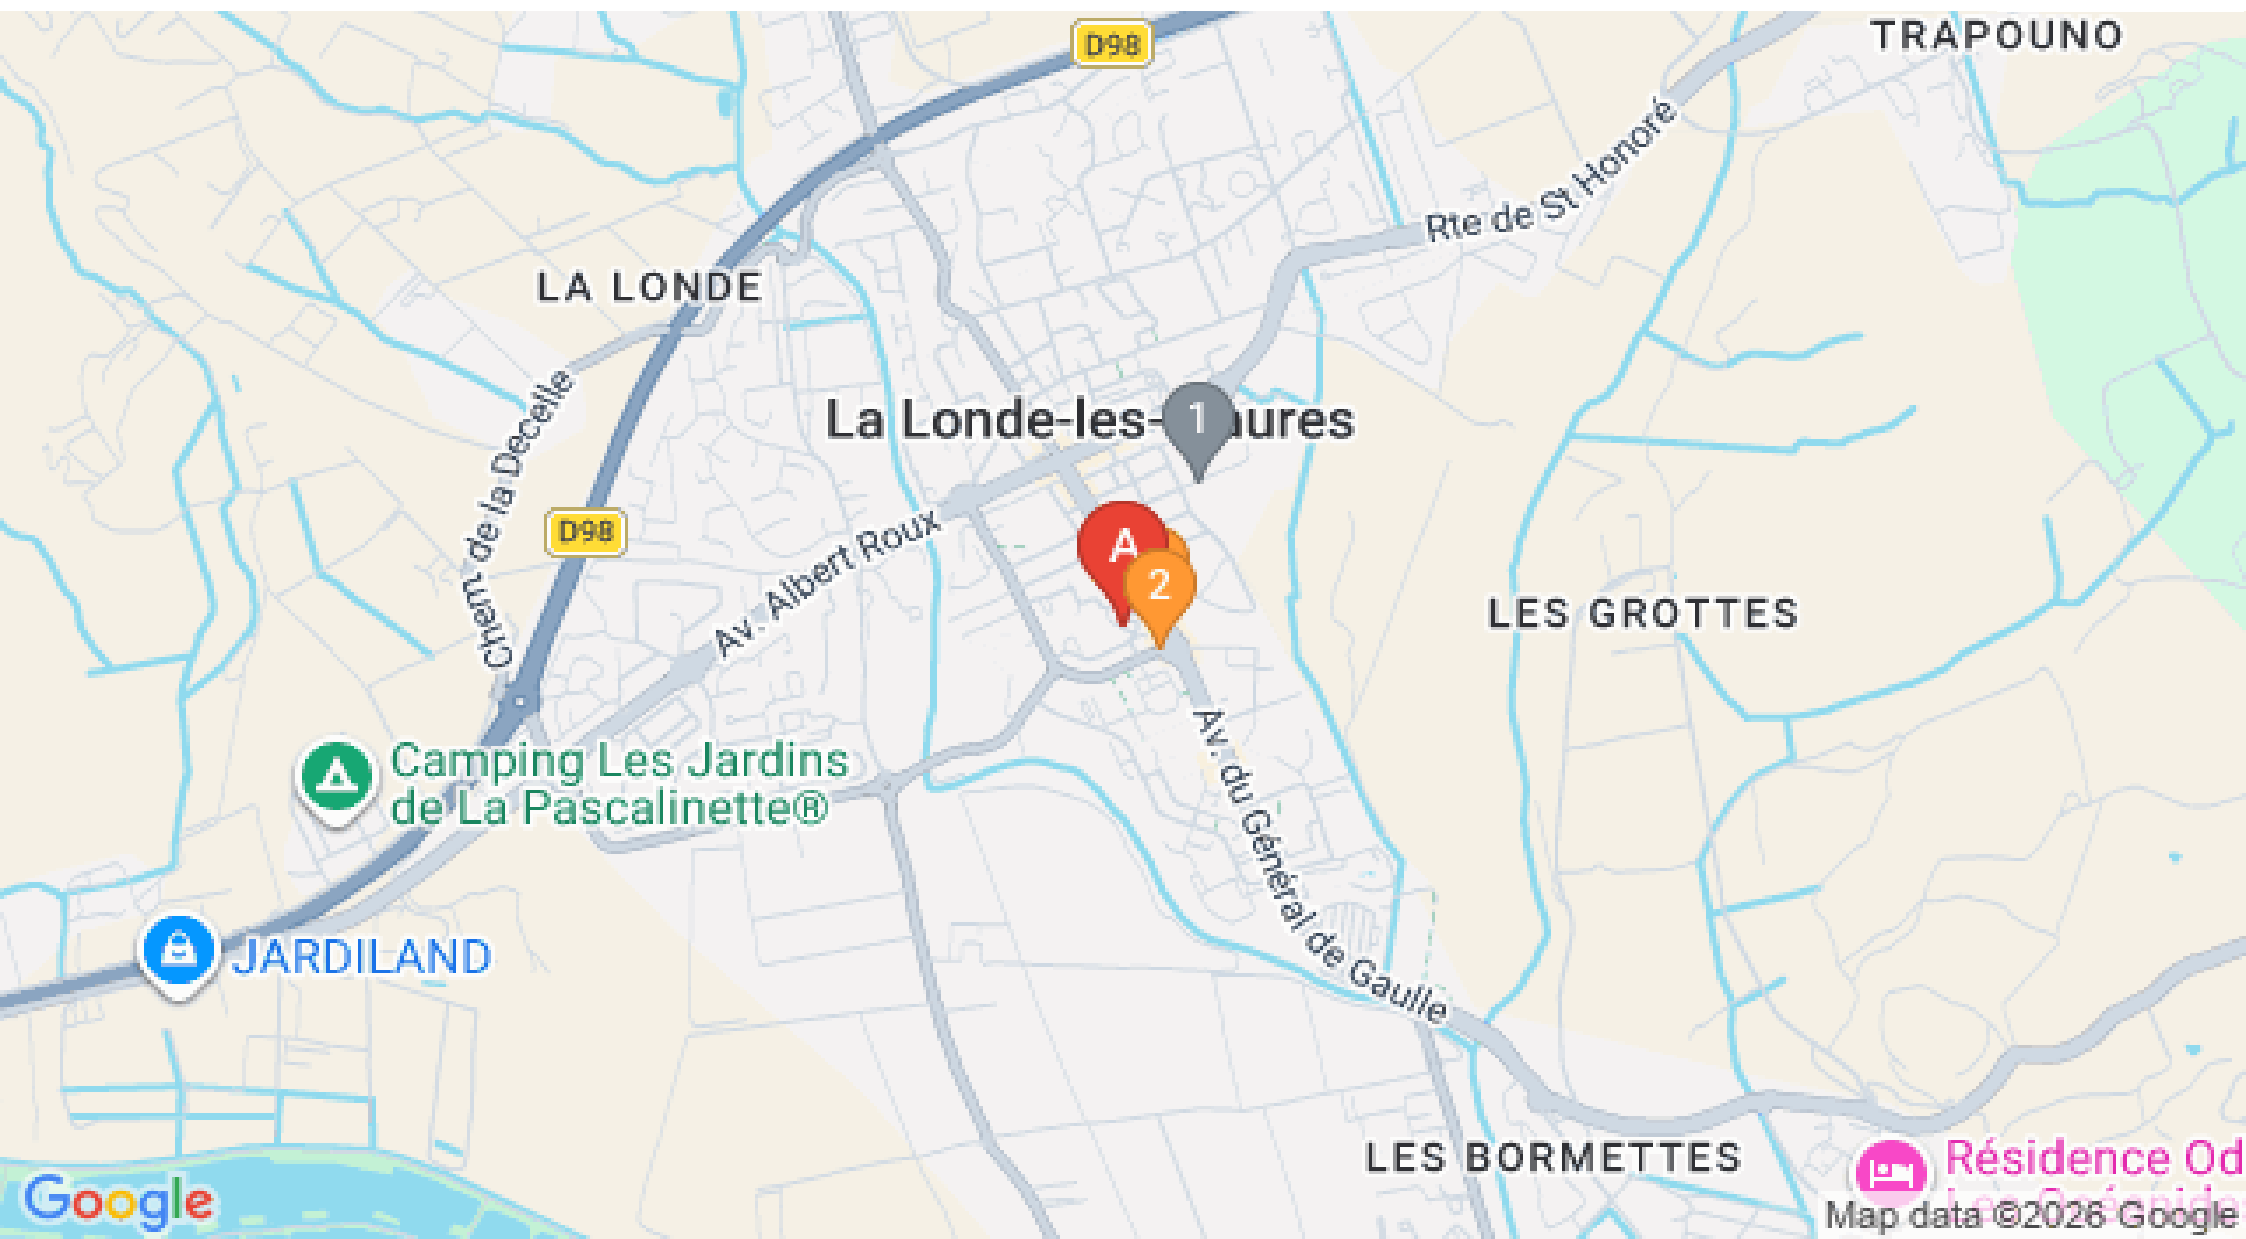 D98
TRAPOUNO
Rte de St Honoré
LA LONDE
Chem. de la Decelle
La Londe-les-
aures
1
D98
A
2
Av. Albert Roux
LES GROTTES
Camping Les Jardins
de La Pascalinette®
Av. du Général de Gaulle
JARDILAND
LES BORMETTES
Résidence Od
Google
Map data ©2026 Google